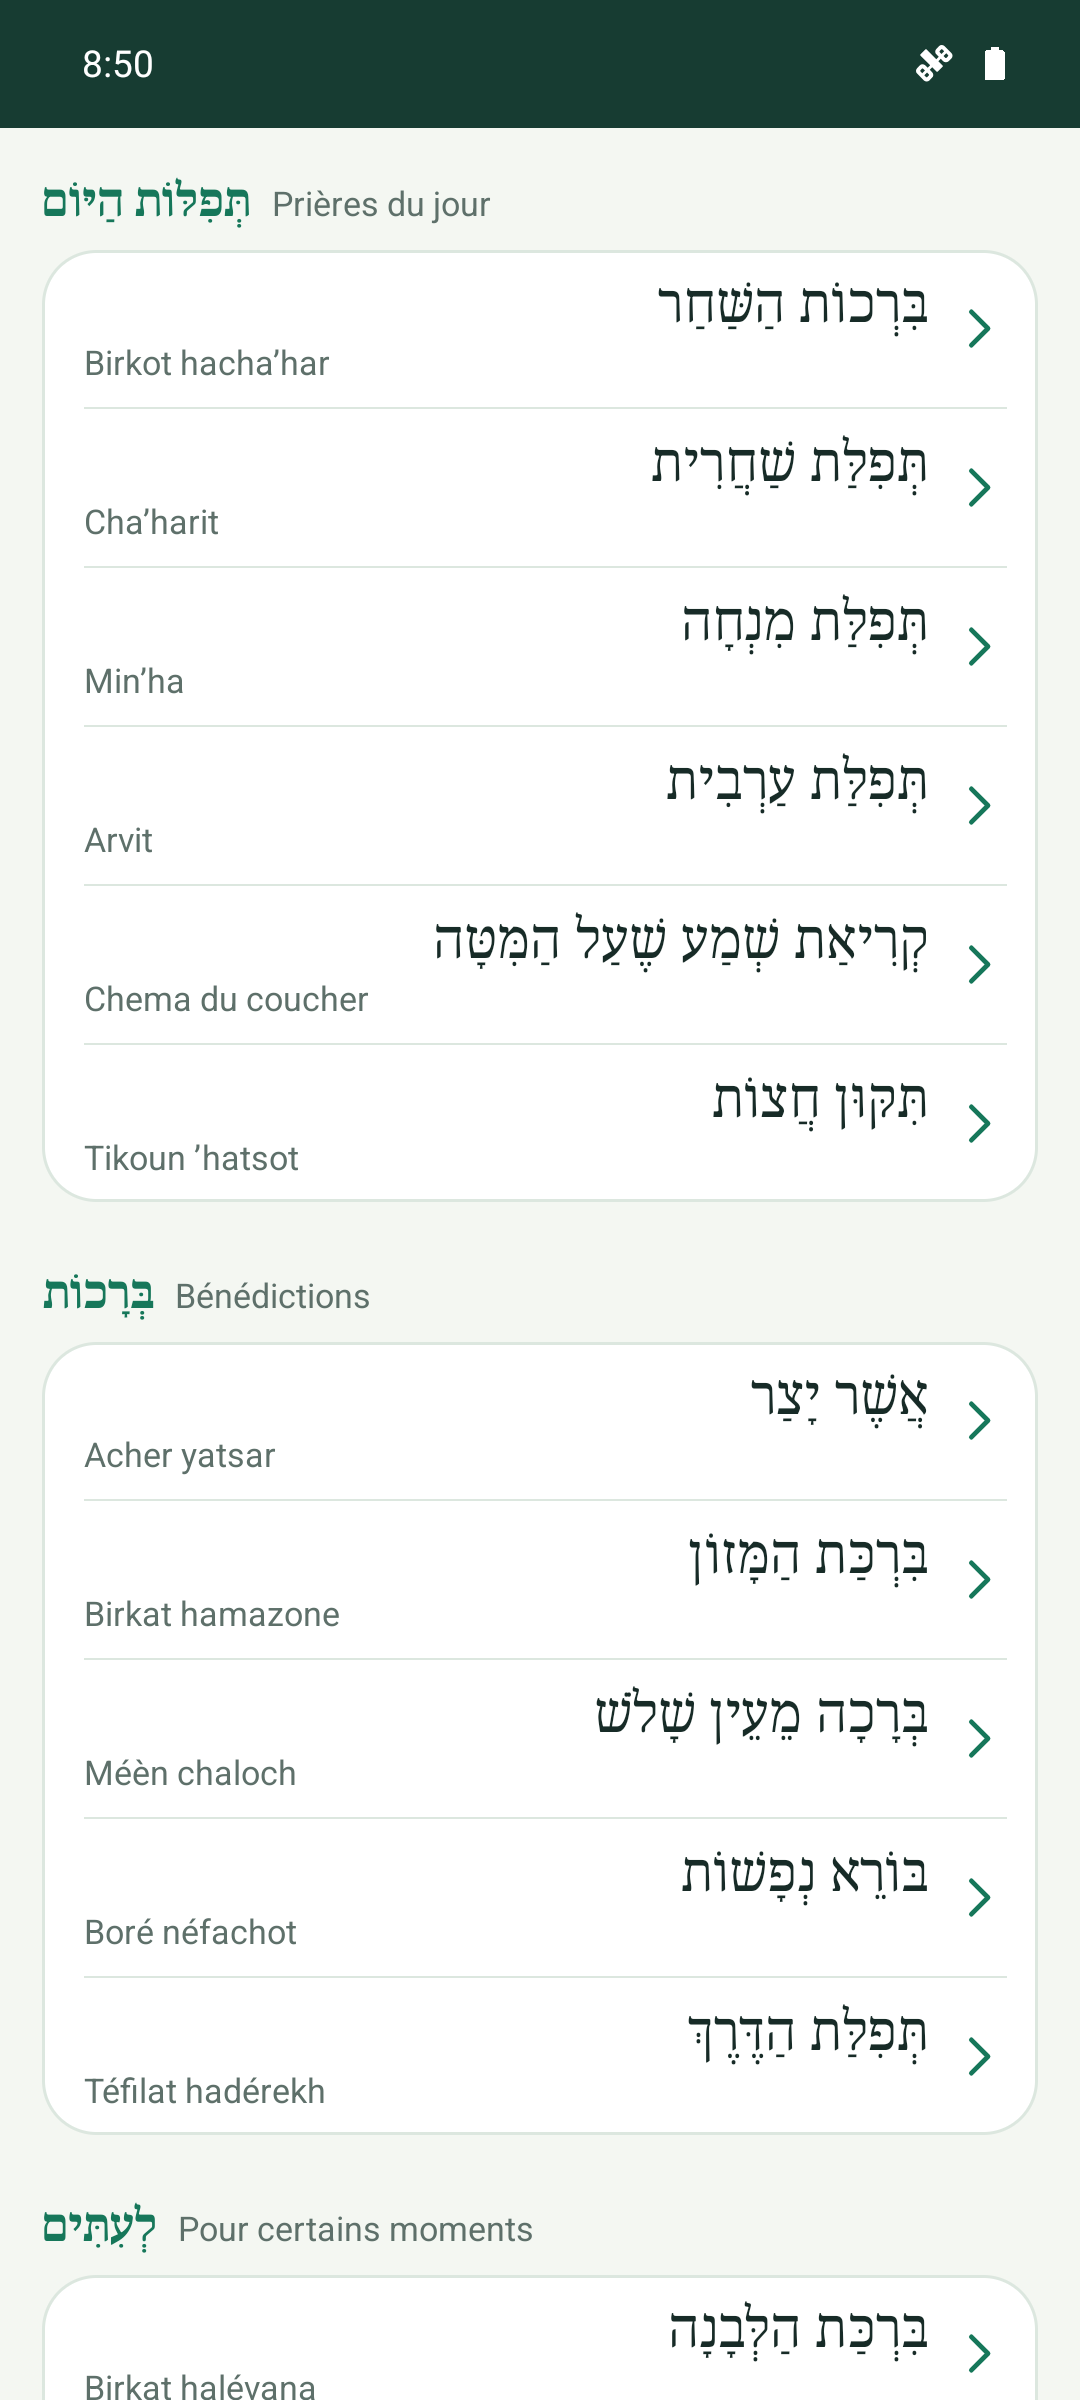 8:50
תְּפִלּוֹת הַיּוֹם Prières du jour
בִּרְכוֹת הַשַּׁחַר
Birkot hacha’har
תְּפִלַּת שַׁחֲרִית
Cha’harit
תְּפִלַּת מִנְחָה
Min’ha
תְּפִלַּת עַרְבִית
Arvit
קְרִיאַת שְׁמַע שֶׁעַל הַמִּטָּה
Chema du coucher
תִּקּוּן חֲצוֹת
Tikoun ’hatsot
בְּרָכוֹת Bénédictions
אֲשֶׁר יָצַר
Acher yatsar
בִּרְכַּת הַמָּזוֹן
Birkat hamazone
בְּרָכָה מֵעֵין שָׁלֹשׁ
Méèn chaloch
בּוֹרֵא נְפָשׁוֹת
Boré néfachot
תְּפִלַּת הַדֶּרֶךְ
Téfilat hadérekh
לְעִתִּים Pour certains moments
בִּרְכַּת הַלְּבָנָה
Birkat halévana